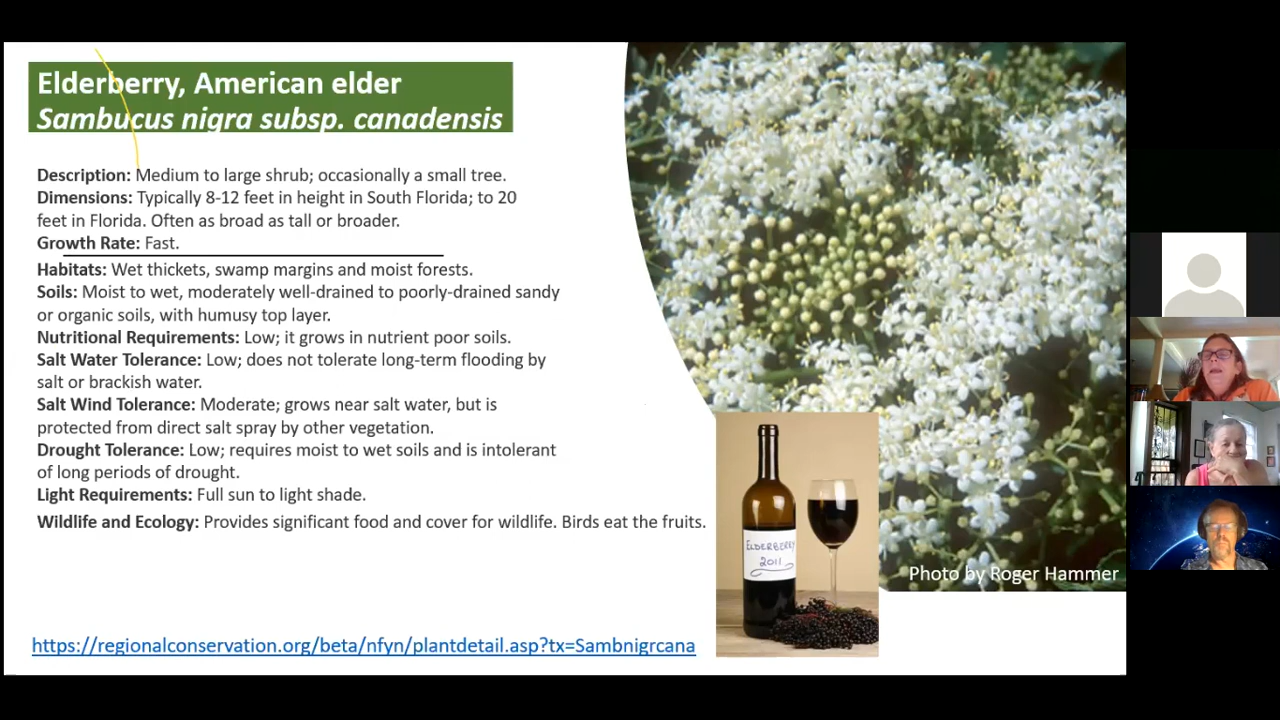 Elderberry, American elder
Sambucus nigra subsp. canadensis
Description: Medium to large shrub; occasionally a small tree.
Dimensions: Typically 8-12 feet in height in South Florida; to 20
feet in Florida. Often as broad as tall or broader.
Growth Rate: Fast.
Habitats: Wet thickets, swamp margins and moist forests.
Soils: Moist to wet, moderately well-drained to poorly-drained sandy
or organic soils, with humusy top layer.
Nutritional Requirements: Low; it grows in nutrient poor soils.
Salt Water Tolerance: Low; does not tolerate long-term flooding by
salt or brackish water.
Salt Wind Tolerance: Moderate; grows near salt water, but is
protected from direct salt spray by other vegetation.
Drought Tolerance: Low; requires moist to wet soils and is intolerant
of long periods of drought.
Light Requirements: Full sun to light shade.
Wildlife and Ecology: Provides significant food and cover for wildlife. Birds eat the fruits.
ELDERBERRY
2011
Photo by Roger Hammer
https://regionalconservation.org/beta/nfyn/plantdetail.asp?tx=Sambnigrcana